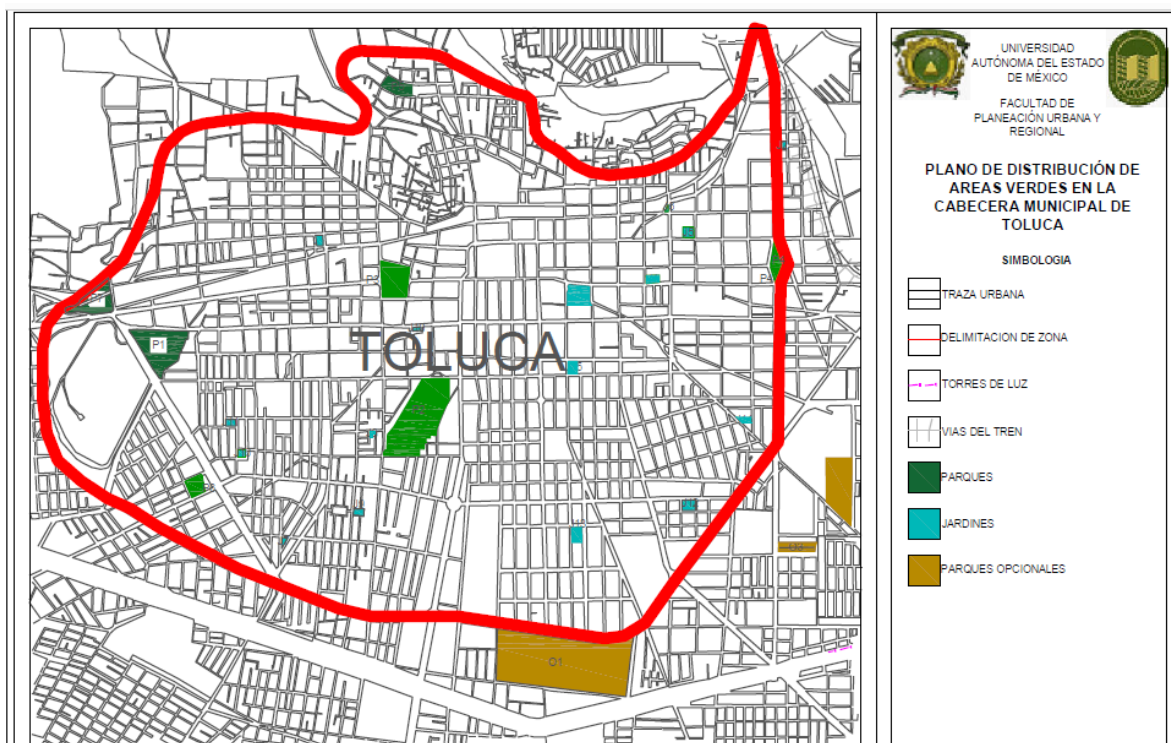 UNIVERSIDAD
AUTÓNOMA DEL ESTADO
DE MÉXICO
FACULTAD DE
PLANEACIÓN URBANA Y
REGIONAL
PLANO DE DISTRIBUCIÓN DE
AREAS VERDES EN LA
CABECERA MUNICIPAL DE
TOLUCA
SIMBOLOGIA
TRAZA URBANA
DELIMITACION DE ZONA
TORRES DE LUZ
VIAS DEL TREN
PARQUES
JARDINES
PARQUES OPCIONALES
P4
P1
TOLUCA
O1